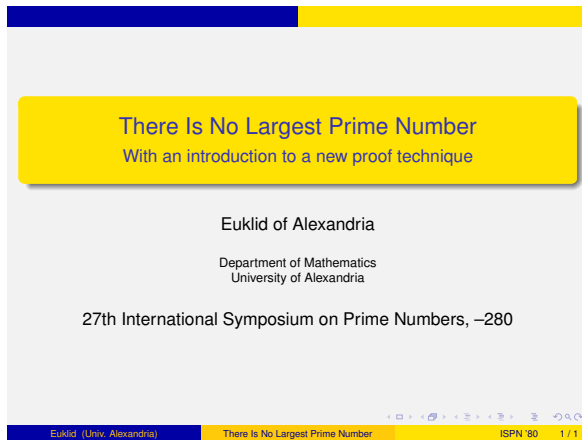 There Is No Largest Prime Number
With an introduction to a new proof technique
Euklid of Alexandria
Department of Mathematics
University of Alexandria
27th International Symposium on Prime Numbers, –280
Euklid (Univ. Alexandria) There Is No Largest Prime Number ISPN '80 1 / 1